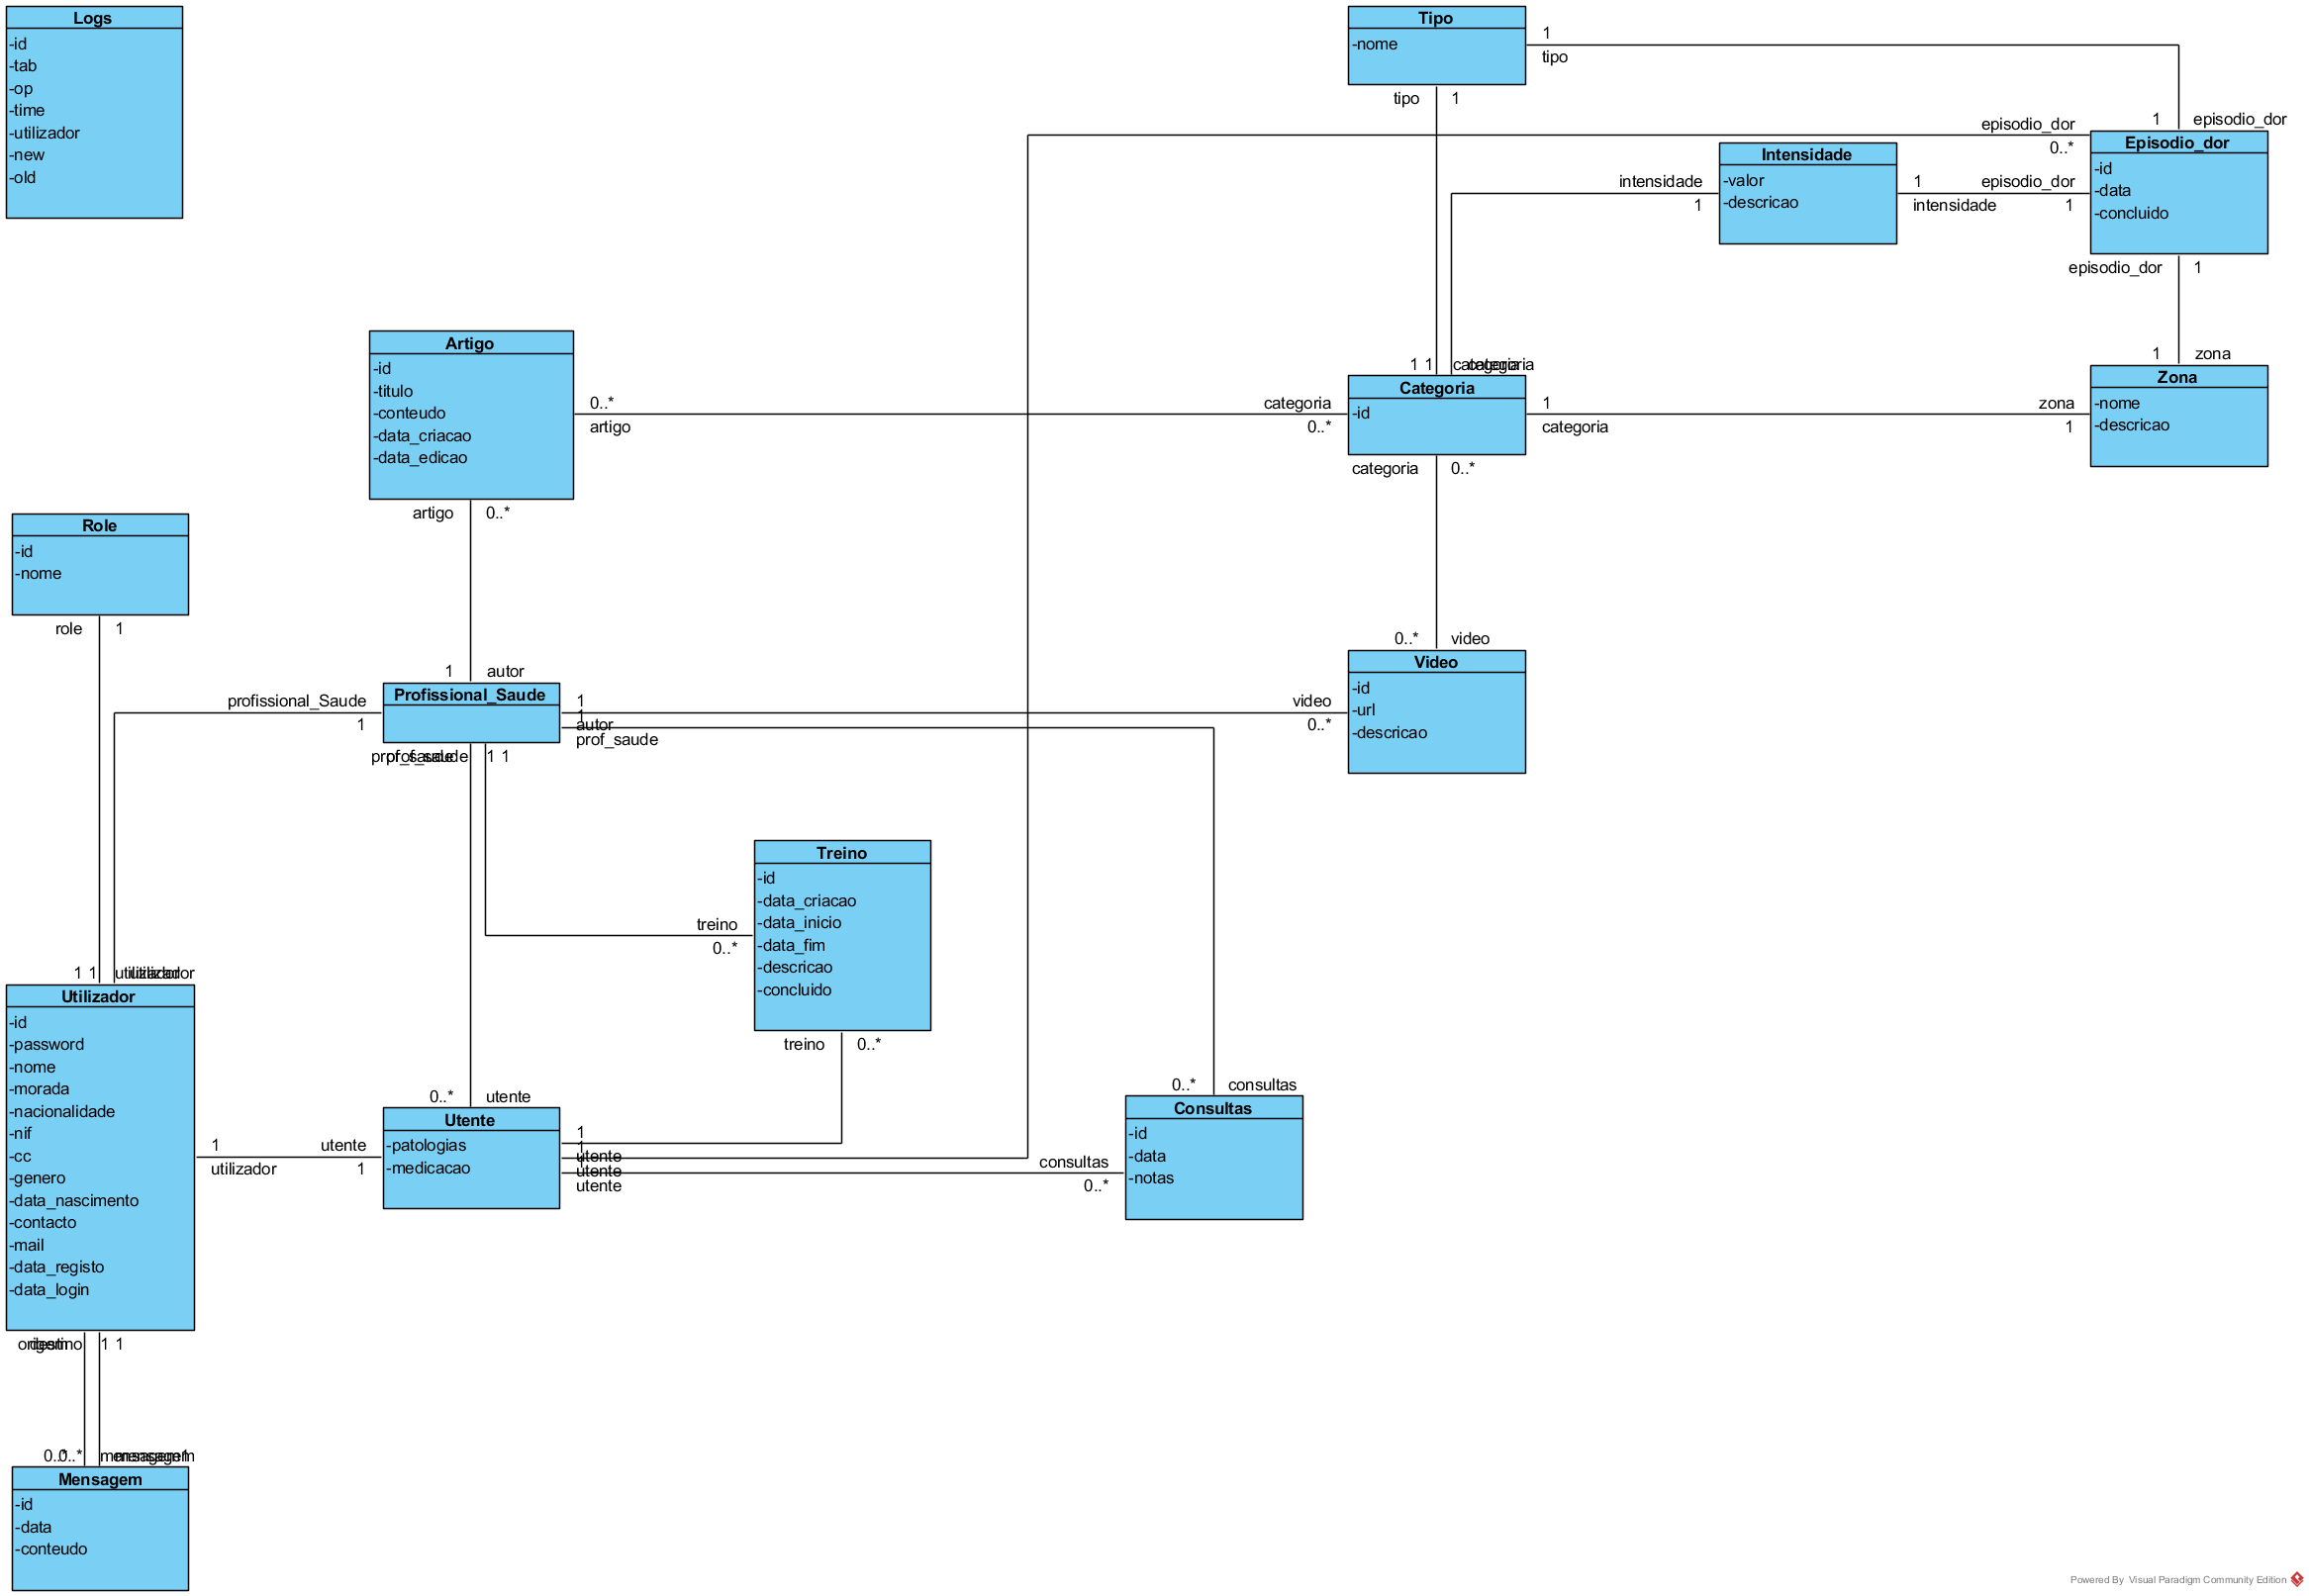 Logs
-id
-tab
-op
-time
-utilizador
-new
-old
Tipo
-nome
1
tipo
tipo
1
episodio_dor
0..*
1
episodio_dor
Episodio_dor
-id
-data
-concluido
Intensidade
-valor
-descricao
intensidade
1
1
intensidade
episodio_dor
1
episodio_dor
1
1
zona
Zona
-nome
-descricao
Artigo
-id
-titulo
-conteudo
-data_criacao
-data_edicao
0..*
artigo
categoria
0..*
1
1
categoria
categoria
Categoria
-id
1
categoria
zona
1
categoria
0..*
artigo
0..*
Role
-id
-nome
role
1
1
autor
profissional_Saude
1
Profissional_Saude
1
1
autor
prof_saude
video
0..*
0..*
video
Video
-id
-url
-descricao
prof_saude
prof_saude
1
1
Treino
-id
-data_criacao
-data_inicio
-data_fim
-descricao
-concluido
treino
0..*
treino
0..*
1
1
utilizador
utilizador
Utilizador
-id
-password
-nome
-morada
-nacionalidade
-nif
-cc
-genero
-data_nascimento
-contacto
-mail
-data_registo
-data_login
1
utilizador
utente
1
0..*
utente
Utente
-patologias
-medicacao
1
1
utente
utente
utente
consultas
0..*
0..*
consultas
Consultas
-id
-data
-notas
origem
destino
1
1
0..*
0..*
mensagem
mensagem1
Mensagem
-id
-data
-conteudo
Powered By Visual Paradigm Community Edition